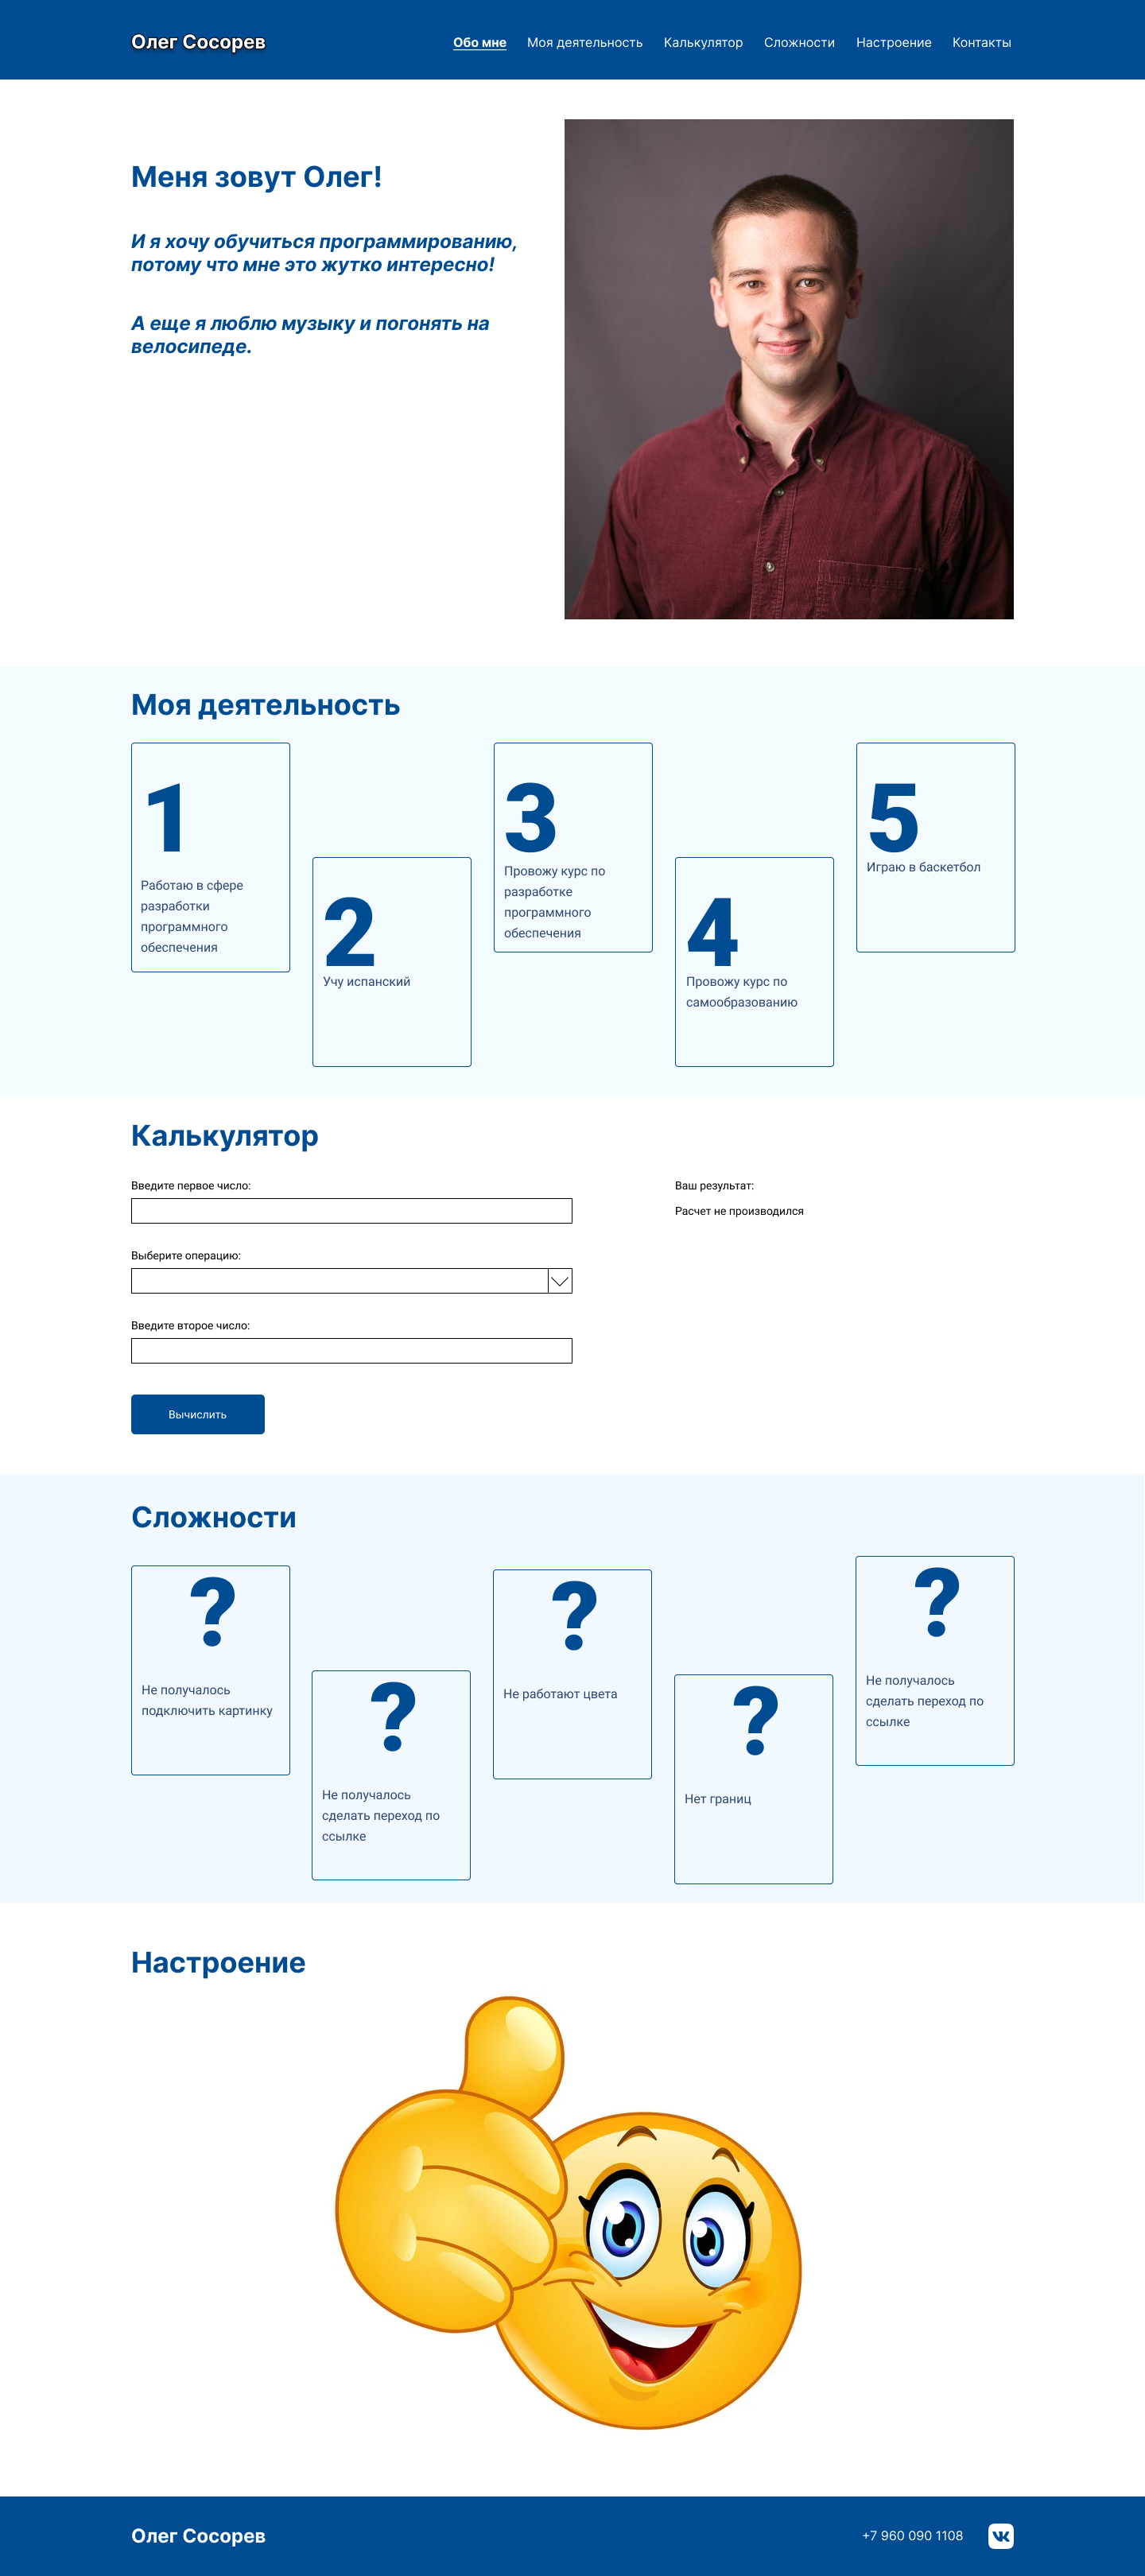 Олег Сосорев
Обо мне Моя деятельность Калькулятор Сложности Настроение Контакты
Меня зовут Олег!
И я хочу обучиться программированию,
потому что мне это жутко интересно!
А еще я люблю музыку и погонять на
велосипеде.
Моя деятельность
1
Работаю в сфере
разработки
программного
обеспечения
2
Учу испанский
3
Провожу курс по
разработке
программного
обеспечения
4
Провожу курс по
самообразованию
5
Играю в баскетбол
Калькулятор
Введите первое число:
Выберите операцию:
Введите второе число:
Вычислить
Ваш результат:
Расчет не производился
Сложности
?
Не получалось
подключить картинку
?
Не получалось
сделать переход по
ссылке
?
Не работают цвета
?
Нет границ
?
Не получалось
сделать переход по
ссылке
Настроение
Олег Сосорев
+7 960 090 1108